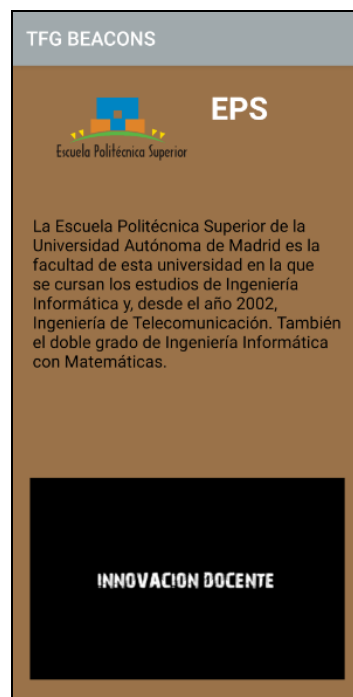 TFG BEACONS
EPS
Escuela Politécnica Superior
La Escuela Politécnica Superior de la
Universidad Autónoma de Madrid es la
facultad de esta universidad en la que
se cursan los estudios de Ingeniería
Informática y, desde el año 2002,
Ingeniería de Telecomunicación. También
el doble grado de Ingeniería Informática
con Matemáticas.
INNOVACION DOCENTE